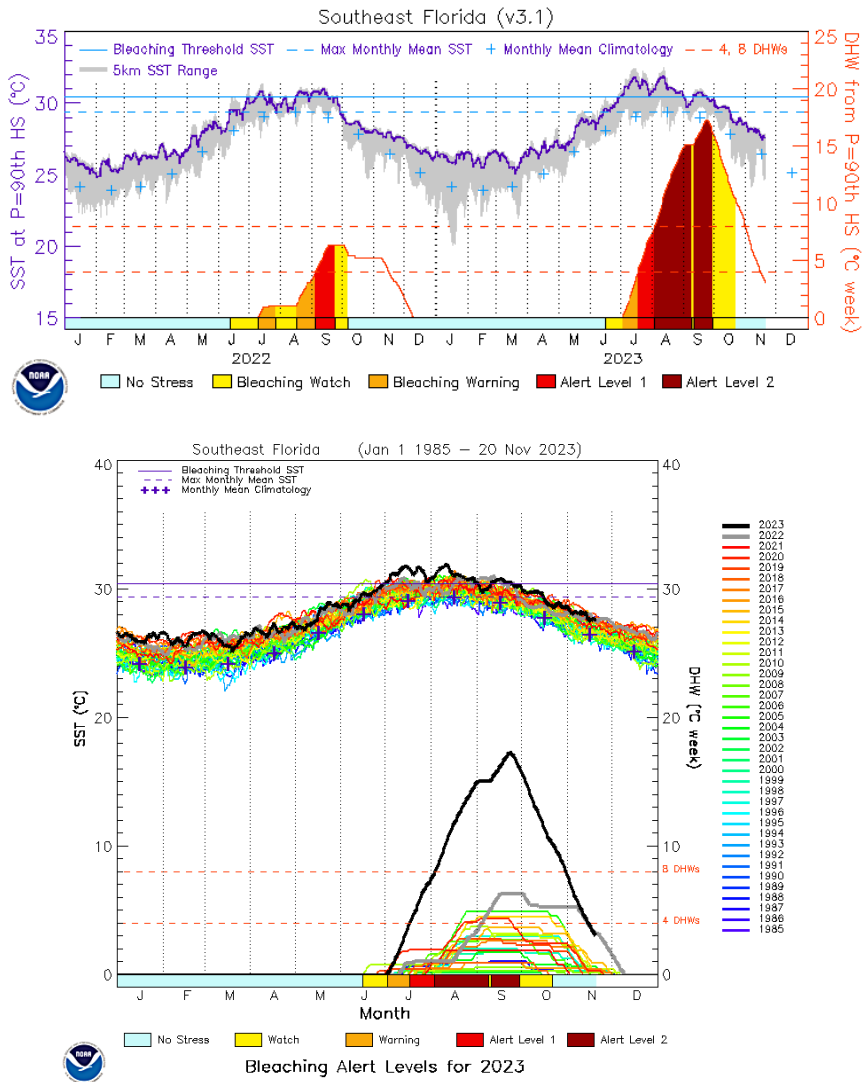 Southeast Florida (v3.1)
35
30
25
20
15
SST at P=90th HS (°C)
Bleaching Threshold SST
Max Monthly Mean SST
+ Monthly Mean Climatology
4, 8 DHWs
5km SST Range
25
20
15
10
5
0
DHW from P=90th HS (°C week)
J F M A M J J A S O N D J F M A M J J A S O N D
2022 2023
NOAA
No Stress Bleaching Watch Bleaching Warning Alert Level 1 Alert Level 2
Southeast Florida (Jan 1 1985 – 20 Nov 2023)
40
30
20
10
0
SST (°C)
Bleaching Threshold SST
Max Monthly Mean SST
+++ Monthly Mean Climatology
40
30
20
10
0
DHW (°C week)
8 DHWs
4 DHWs
2023
2022
2021
2020
2019
2018
2017
2016
2015
2014
2013
2012
2011
2010
2009
2008
2007
2006
2005
2004
2003
2002
2001
2000
1999
1998
1997
1996
1995
1994
1993
1992
1991
1990
1989
1988
1987
1986
1985
J F M A M J J A S O N D
Month
No Stress Watch Warning Alert Level 1 Alert Level 2
NOAA
Bleaching Alert Levels for 2023